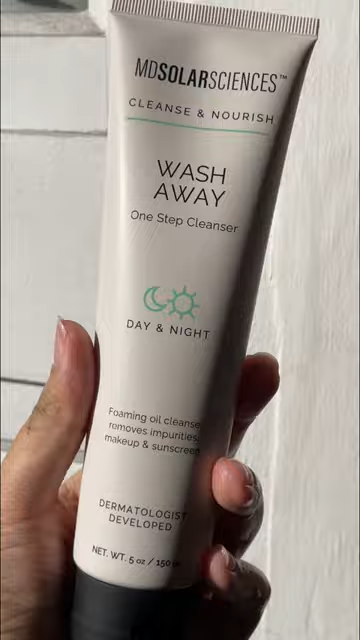 MDSOLARSCIENCES™
CLEANSE & NOURISH
WASH
AWAY
One Step Cleanser
DAY & NIGHT
Foaming oil cleanse
removes impurities
makeup & sunscreen
DERMATOLOGIST
DEVELOPED
NET. WT. 5 oz / 150